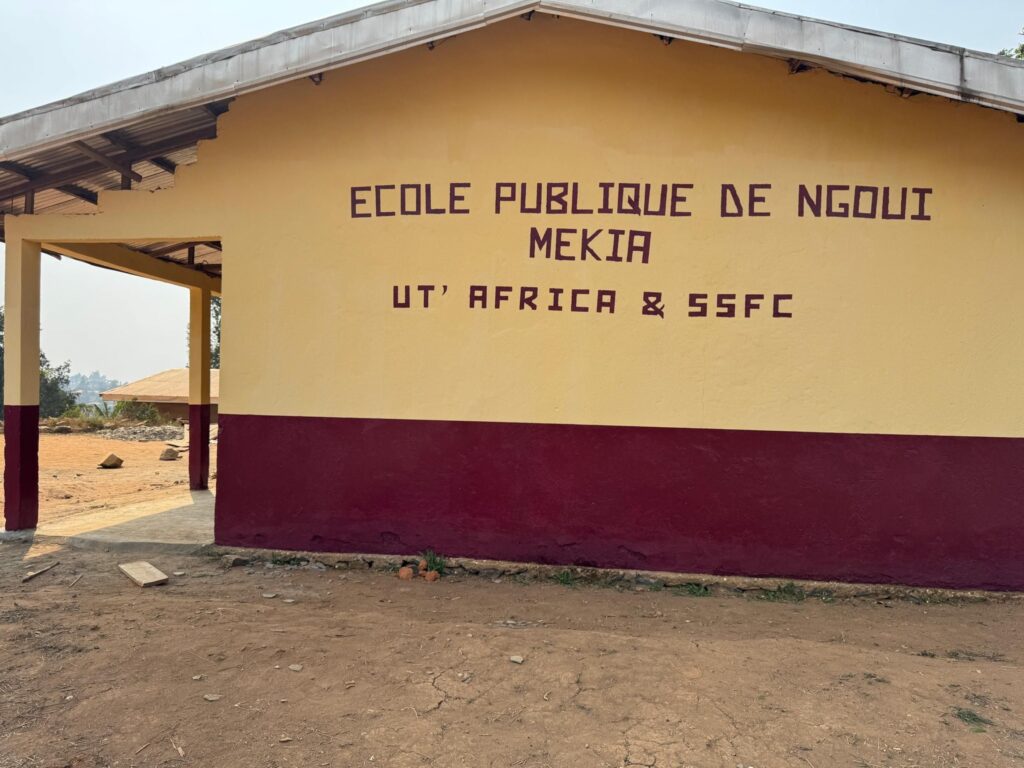 ECOLE PUBLIQUE DE NGOUI
MEKIA
UT' AFRICA & SSFC